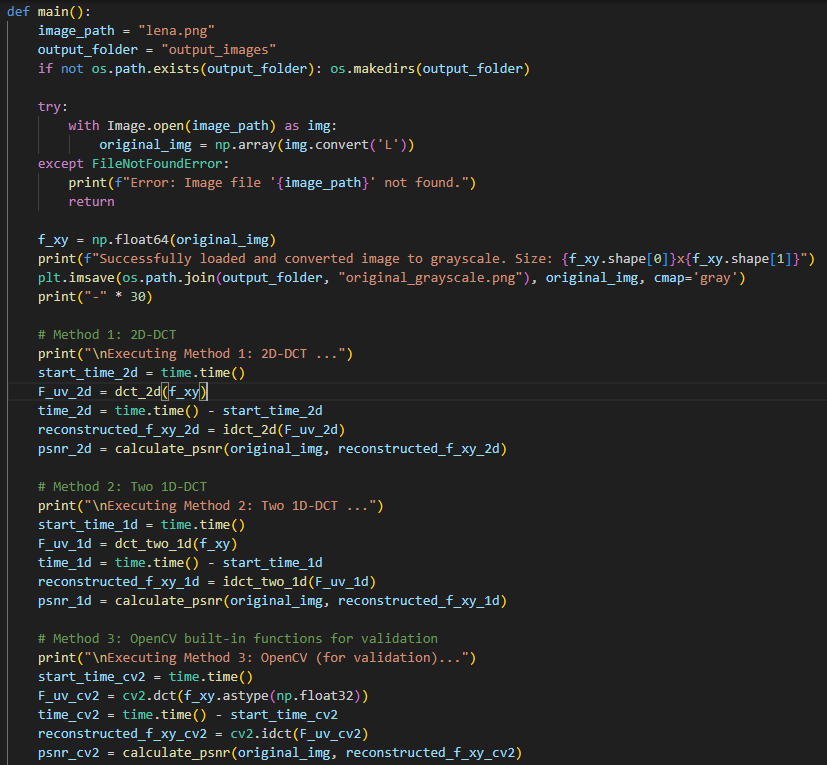 def main():
    image_path = "lena.png"
    output_folder = "output_images"
    if not os.path.exists(output_folder): os.makedirs(output_folder)

    try:
        with Image.open(image_path) as img:
            original_img = np.array(img.convert('L'))
    except FileNotFoundError:
        print(f"Error: Image file '{image_path}' not found.")
        return

    f_xy = np.float64(original_img)
    print(f"Successfully loaded and converted image to grayscale. Size: {f_xy.shape[0]}x{f_xy.shape[1]}")
    plt.imsave(os.path.join(output_folder, "original_grayscale.png"), original_img, cmap='gray')
    print("-" * 30)

    # Method 1: 2D-DCT
    print("\nExecuting Method 1: 2D-DCT ...")
    start_time_2d = time.time()
    F_uv_2d = dct_2d(f_xy)
    time_2d = time.time() - start_time_2d
    reconstructed_f_xy_2d = idct_2d(F_uv_2d)
    psnr_2d = calculate_psnr(original_img, reconstructed_f_xy_2d)

    # Method 2: Two 1D-DCT
    print("\nExecuting Method 2: Two 1D-DCT ...")
    start_time_1d = time.time()
    F_uv_1d = dct_two_1d(f_xy)
    time_1d = time.time() - start_time_1d
    reconstructed_f_xy_1d = idct_two_1d(F_uv_1d)
    psnr_1d = calculate_psnr(original_img, reconstructed_f_xy_1d)

    # Method 3: OpenCV built-in functions for validation
    print("\nExecuting Method 3: OpenCV (for validation)...")
    start_time_cv2 = time.time()
    F_uv_cv2 = cv2.dct(f_xy.astype(np.float32))
    time_cv2 = time.time() - start_time_cv2
    reconstructed_f_xy_cv2 = cv2.idct(F_uv_cv2)
    psnr_cv2 = calculate_psnr(original_img, reconstructed_f_xy_cv2)